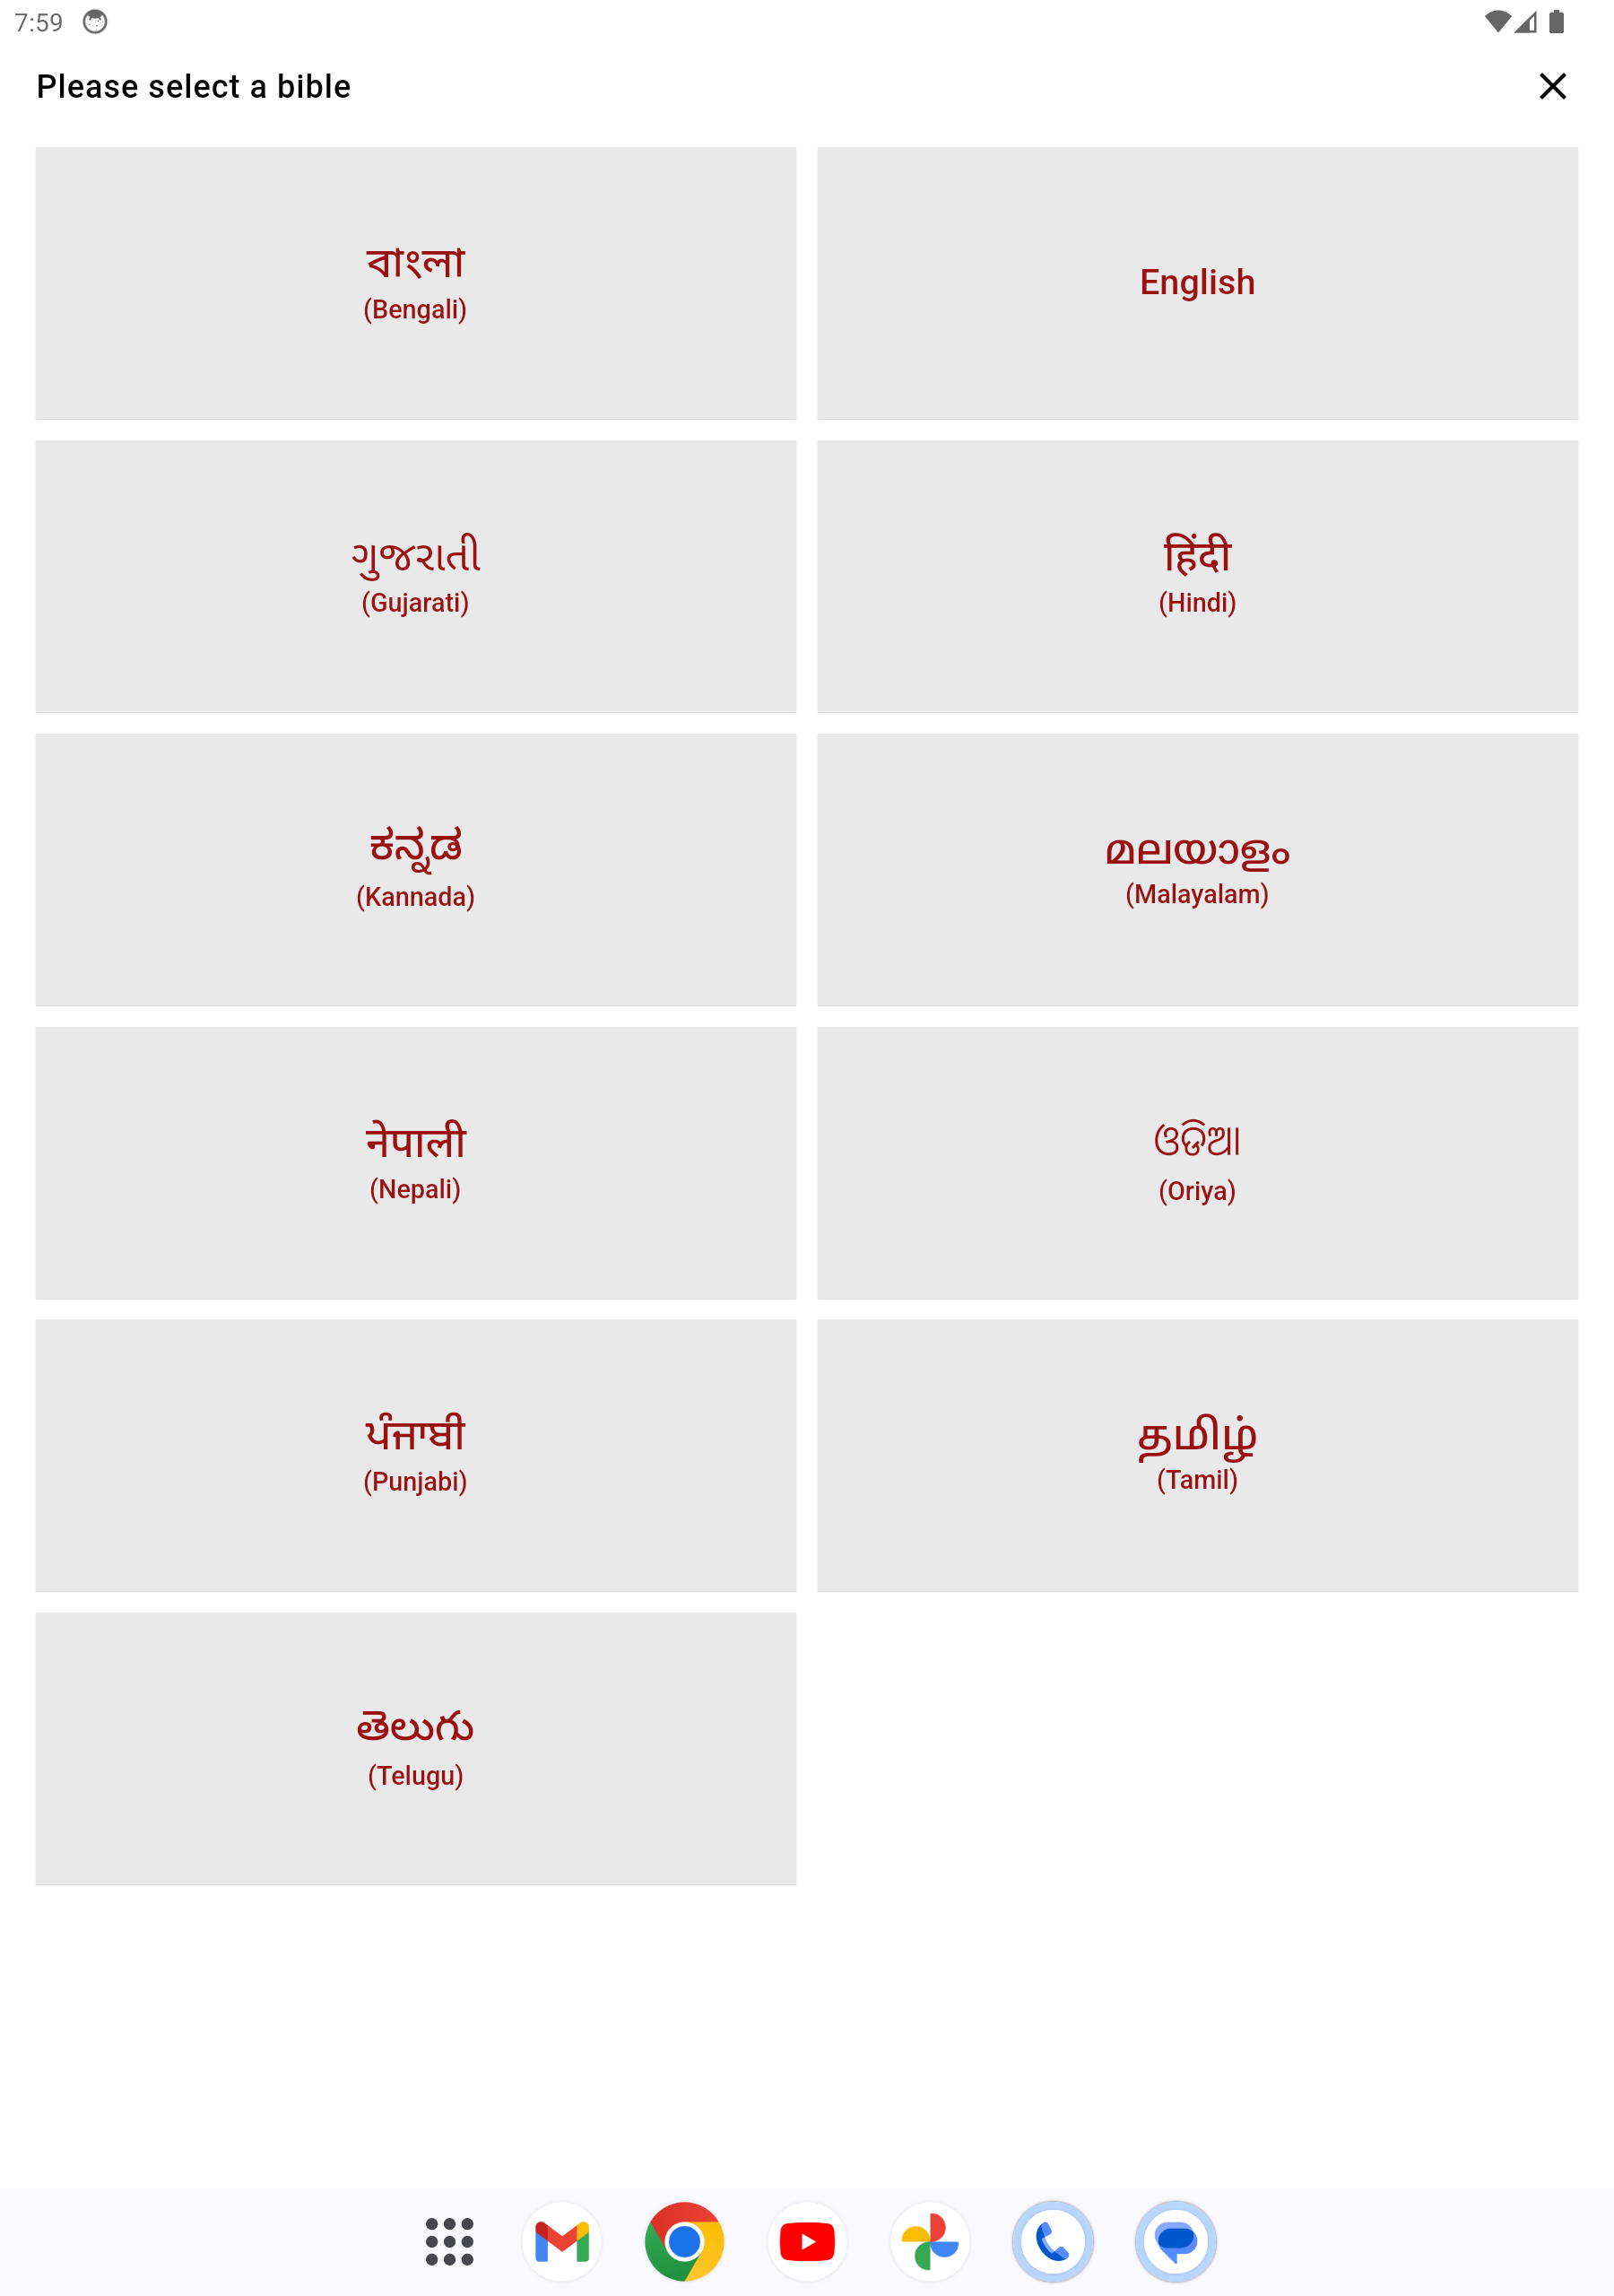 7:59
Please select a bible
বাংলা
(Bengali)
English
ગુજરાતી
(Gujarati)
हिंदी
(Hindi)
ಕನ್ನಡ
(Kannada)
മലയാളം
(Malayalam)
नेपाली
(Nepali)
ଓଡିଆ
(Oriya)
ਪੰਜਾਬੀ
(Punjabi)
தமிழ்
(Tamil)
తెలుగు
(Telugu)